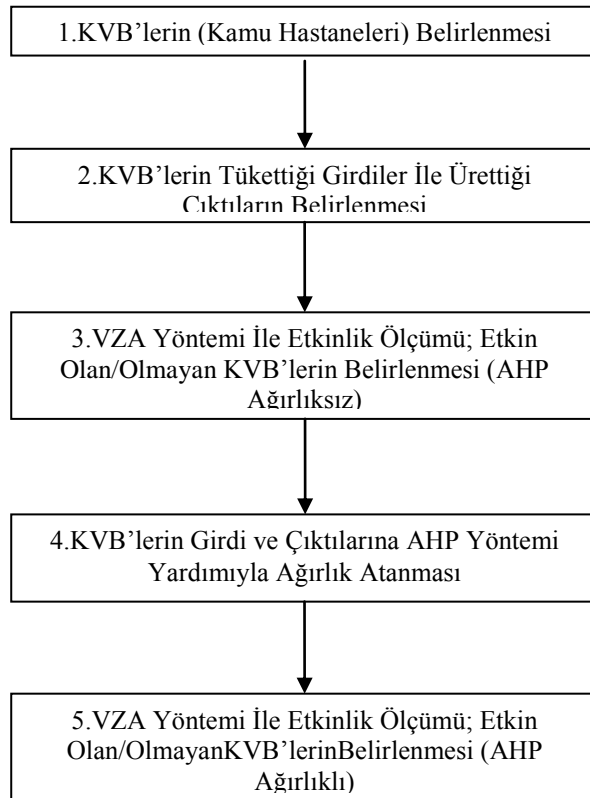 1.KVB’lerin (Kamu Hastaneleri) Belirlenmesi
2.KVB’lerin Tükettiği Girdiler İle Ürettiği
Çıktıların Belirlenmesi
3.VZA Yöntemi İle Etkinlik Ölçümü; Etkin
Olan/Olmayan KVB’lerin Belirlenmesi (AHP
Ağırlıksız)
4.KVB’lerin Girdi ve Çıktılarına AHP Yöntemi
Yardımıyla Ağırlık Atanması
5.VZA Yöntemi İle Etkinlik Ölçümü; Etkin
Olan/OlmayanKVB’lerinBelirlenmesi (AHP
Ağırlıklı)